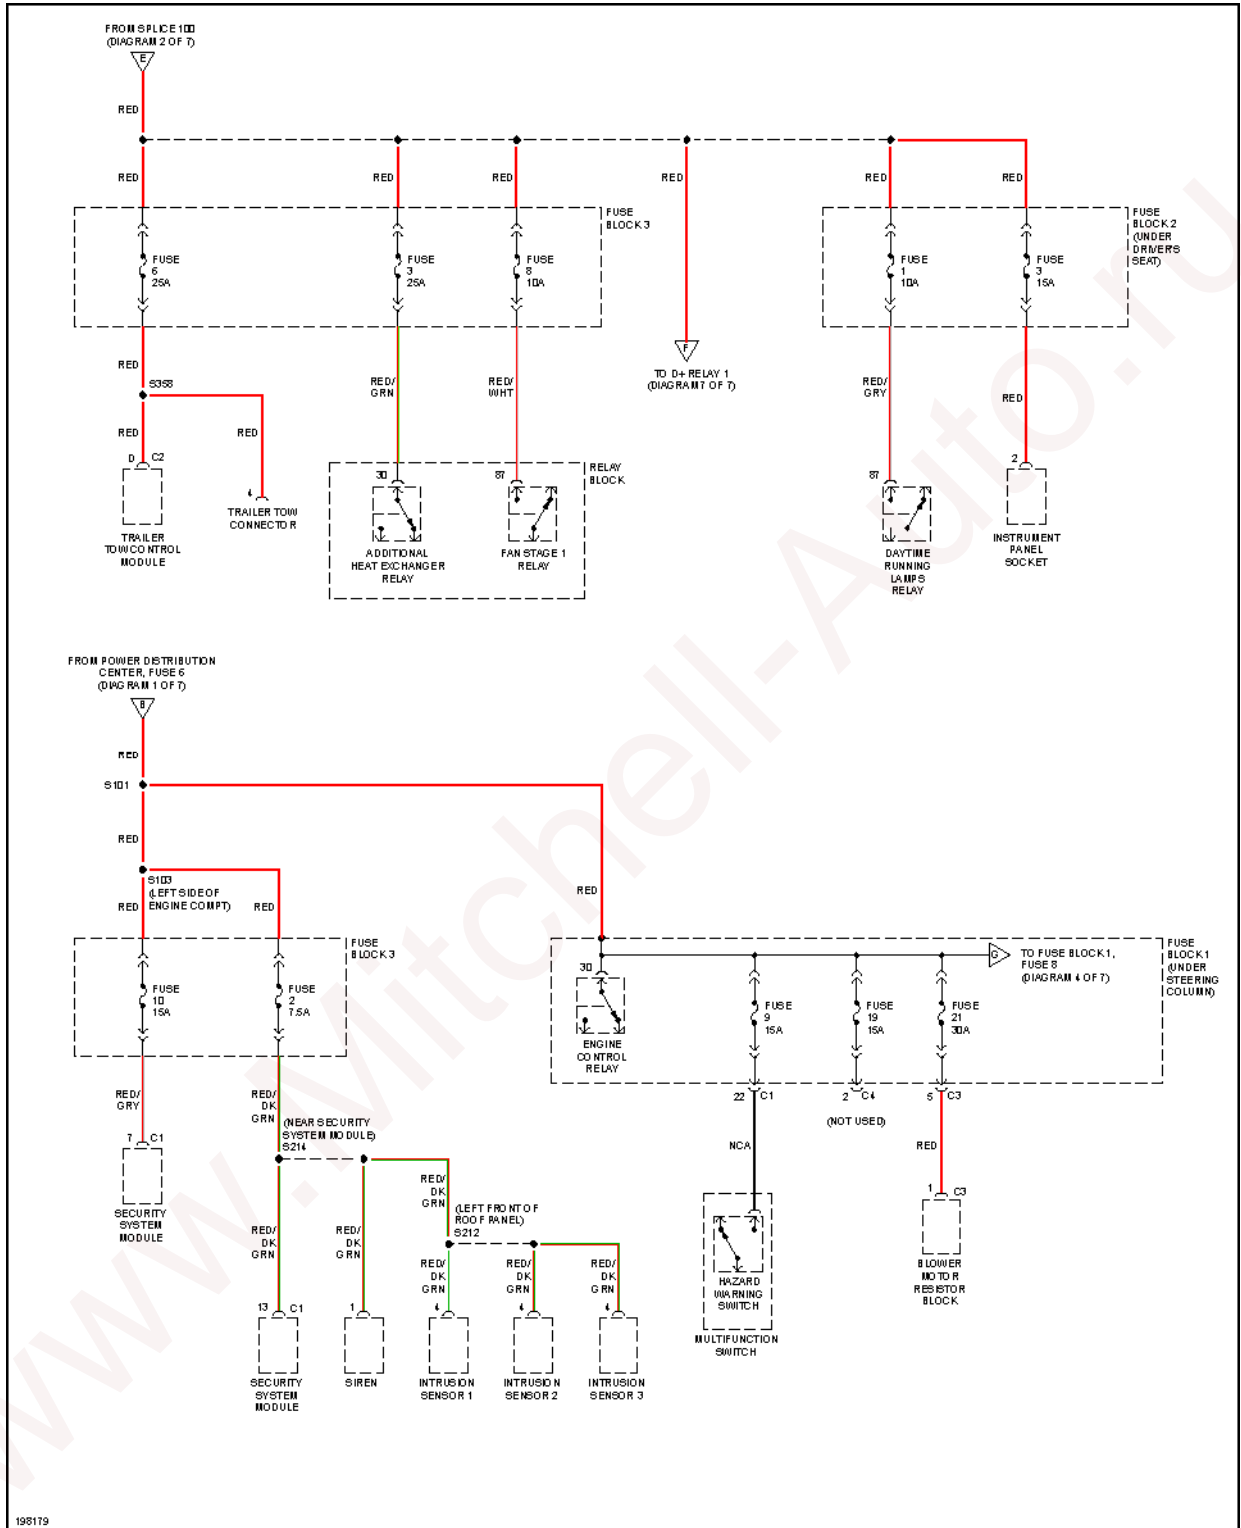 FROM SPLICE 100
(DIAGRAM 2 OF 7)
E
RED
RED
RED
RED
RED
RED
RED
FUSE
BLOCK 3
FUSE
BLOCK 2
(UNDER
DRIVERS
SEAT)
FUSE
6
25A
FUSE
3
25A
FUSE
8
10A
FUSE
1
10A
FUSE
3
15A
RED
S358
RED/
GRN
RED/
WHT
F
TO D+ RELAY 1
(DIAGRAM 7 OF 7)
RED/
GRY
RED
RED
RED
D C2
4
TRAILER
TOW CONTROL
MODULE
TRAILER TOW
CONNECTOR
RELAY
BLOCK
30
87
ADDITIONAL
HEAT EXCHANGER
RELAY
FAN STAGE 1
RELAY
87
DAYTIME
RUNNING
LAMPS
RELAY
2
INSTRUMENT
PANEL
SOCKET
FROM POWER DISTRIBUTION
CENTER, FUSE 6
(DIAGRAM 1 OF 7)
B
RED
S101
RED
S103
(LEFT SIDE OF
ENGINE COMPT)
RED
RED
RED
FUSE
BLOCK 3
FUSE
10
15A
FUSE
2
7.5A
30
ENGINE
CONTROL
RELAY
G
TO FUSE BLOCK 1,
FUSE 8
(DIAGRAM 4 OF 7)
FUSE
BLOCK 1
(UNDER
STEERING
COLUMN)
FUSE
9
15A
FUSE
19
15A
FUSE
21
30A
22 C1
2 C4
5 C3
(NOT USED)
RED/
GRY
RED/
DK
GRN
(NEAR SECURITY
SYSTEM MODULE)
S214
NCA
RED
7 C1
SECURITY
SYSTEM
MODULE
RED/
DK
GRN
(LEFT FRONT OF
ROOF PANEL)
S212
RED/
DK
GRN
RED/
DK
GRN
RED/
DK
GRN
RED/
DK
GRN
RED/
DK
GRN
1 C3
BLOWER
MOTOR
RESISTOR
BLOCK
HAZARD
WARNING
SWITCH
MULTIFUNCTION
SWITCH
13 C1
1
4
4
4
SECURITY
SYSTEM
MODULE
SIREN
INTRUSION
SENSOR 1
INTRUSION
SENSOR 2
INTRUSION
SENSOR 3
198179
www.Mitchell-Auto.ru